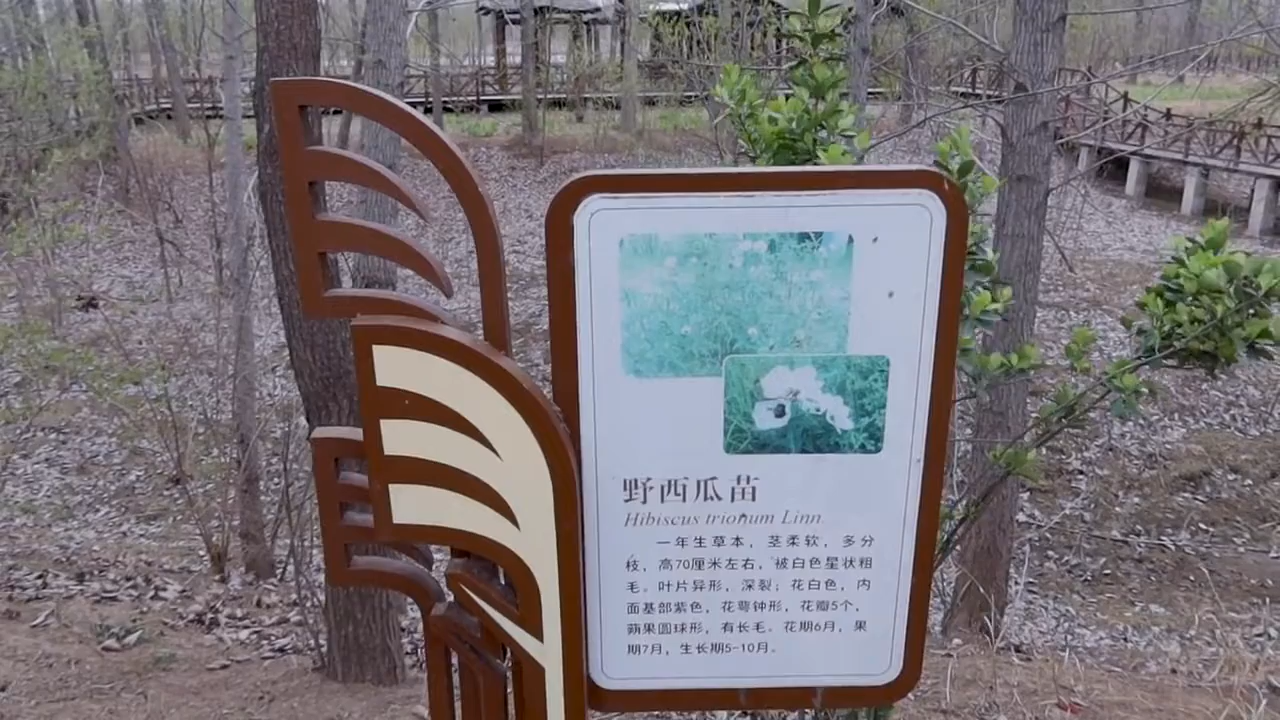 野西瓜苗
Hibiscus trionum Linn
一年生草本，茎柔软，多分
枝，高70厘米左右，被白色星状粗
毛。叶片异形，深裂；花白色，内
面基部紫色，花萼钟形，花瓣5个，
蒴果圆球形，有长毛。花期6月，果
期7月，生长期5-10月。